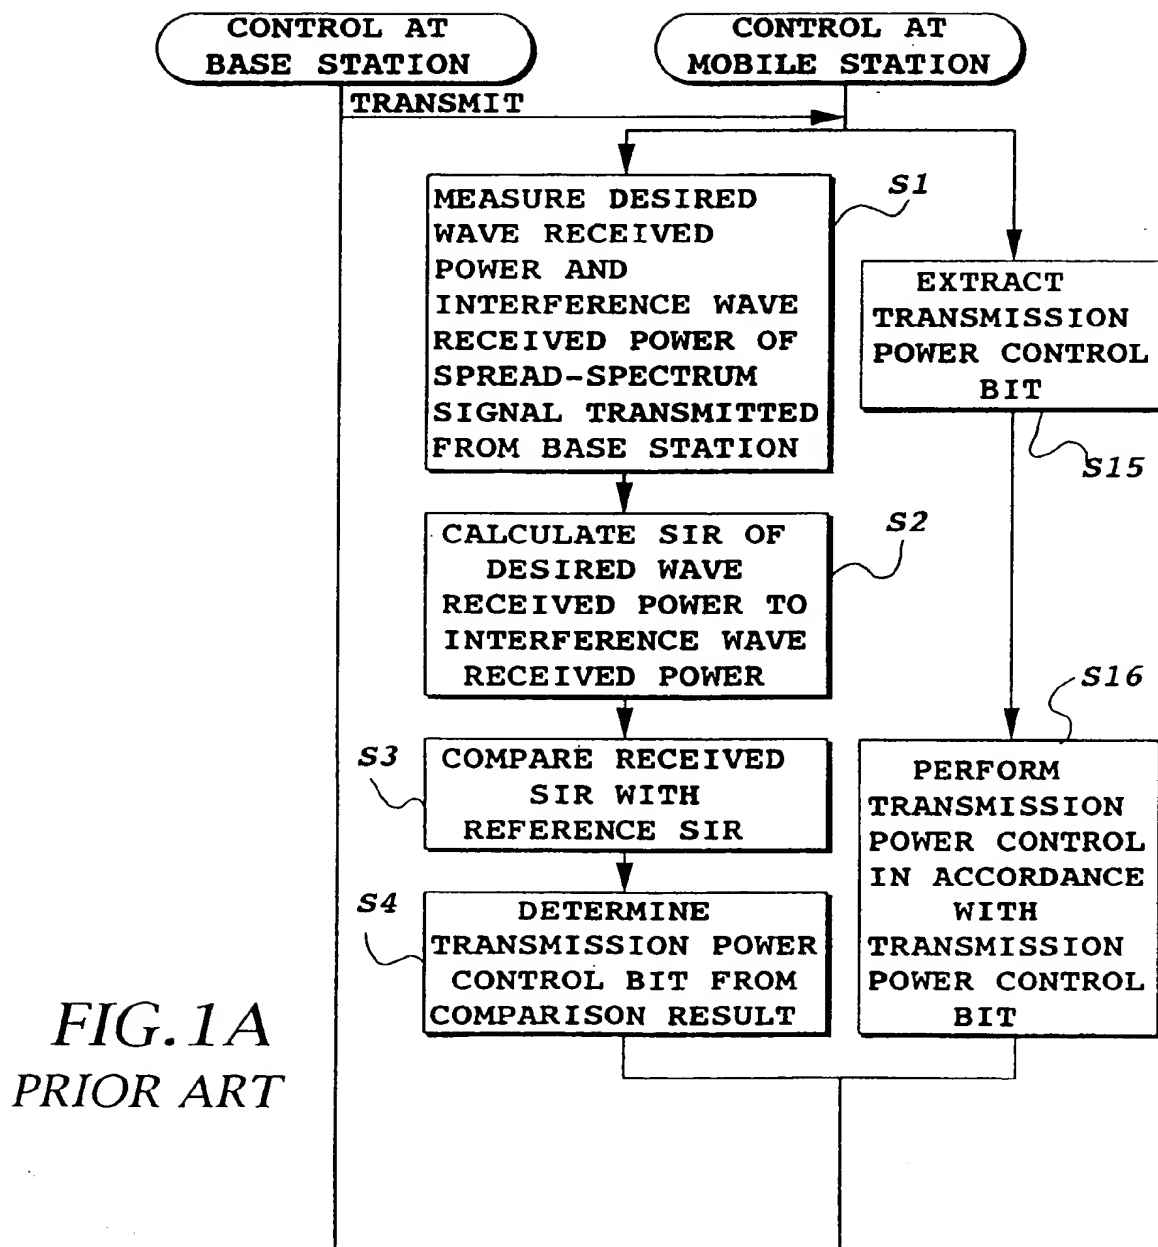 CONTROL AT
BASE STATION
CONTROL AT
MOBILE STATION
TRANSMIT
MEASURE DESIRED
WAVE RECEIVED
POWER AND
INTERFERENCE WAVE
RECEIVED POWER OF
SPREAD-SPECTRUM
SIGNAL TRANSMITTED
FROM BASE STATION
S1
EXTRACT
TRANSMISSION
POWER CONTROL
BIT
S15
CALCULATE SIR OF
DESIRED WAVE
RECEIVED POWER TO
INTERFERENCE WAVE
RECEIVED POWER
S2
S16
S3
COMPARE RECEIVED
SIR WITH
REFERENCE SIR
PERFORM
TRANSMISSION
POWER CONTROL
IN ACCORDANCE
WITH
TRANSMISSION
POWER CONTROL
BIT
S4
DETERMINE
TRANSMISSION POWER
CONTROL BIT FROM
COMPARISON RESULT
FIG.1A
PRIOR ART